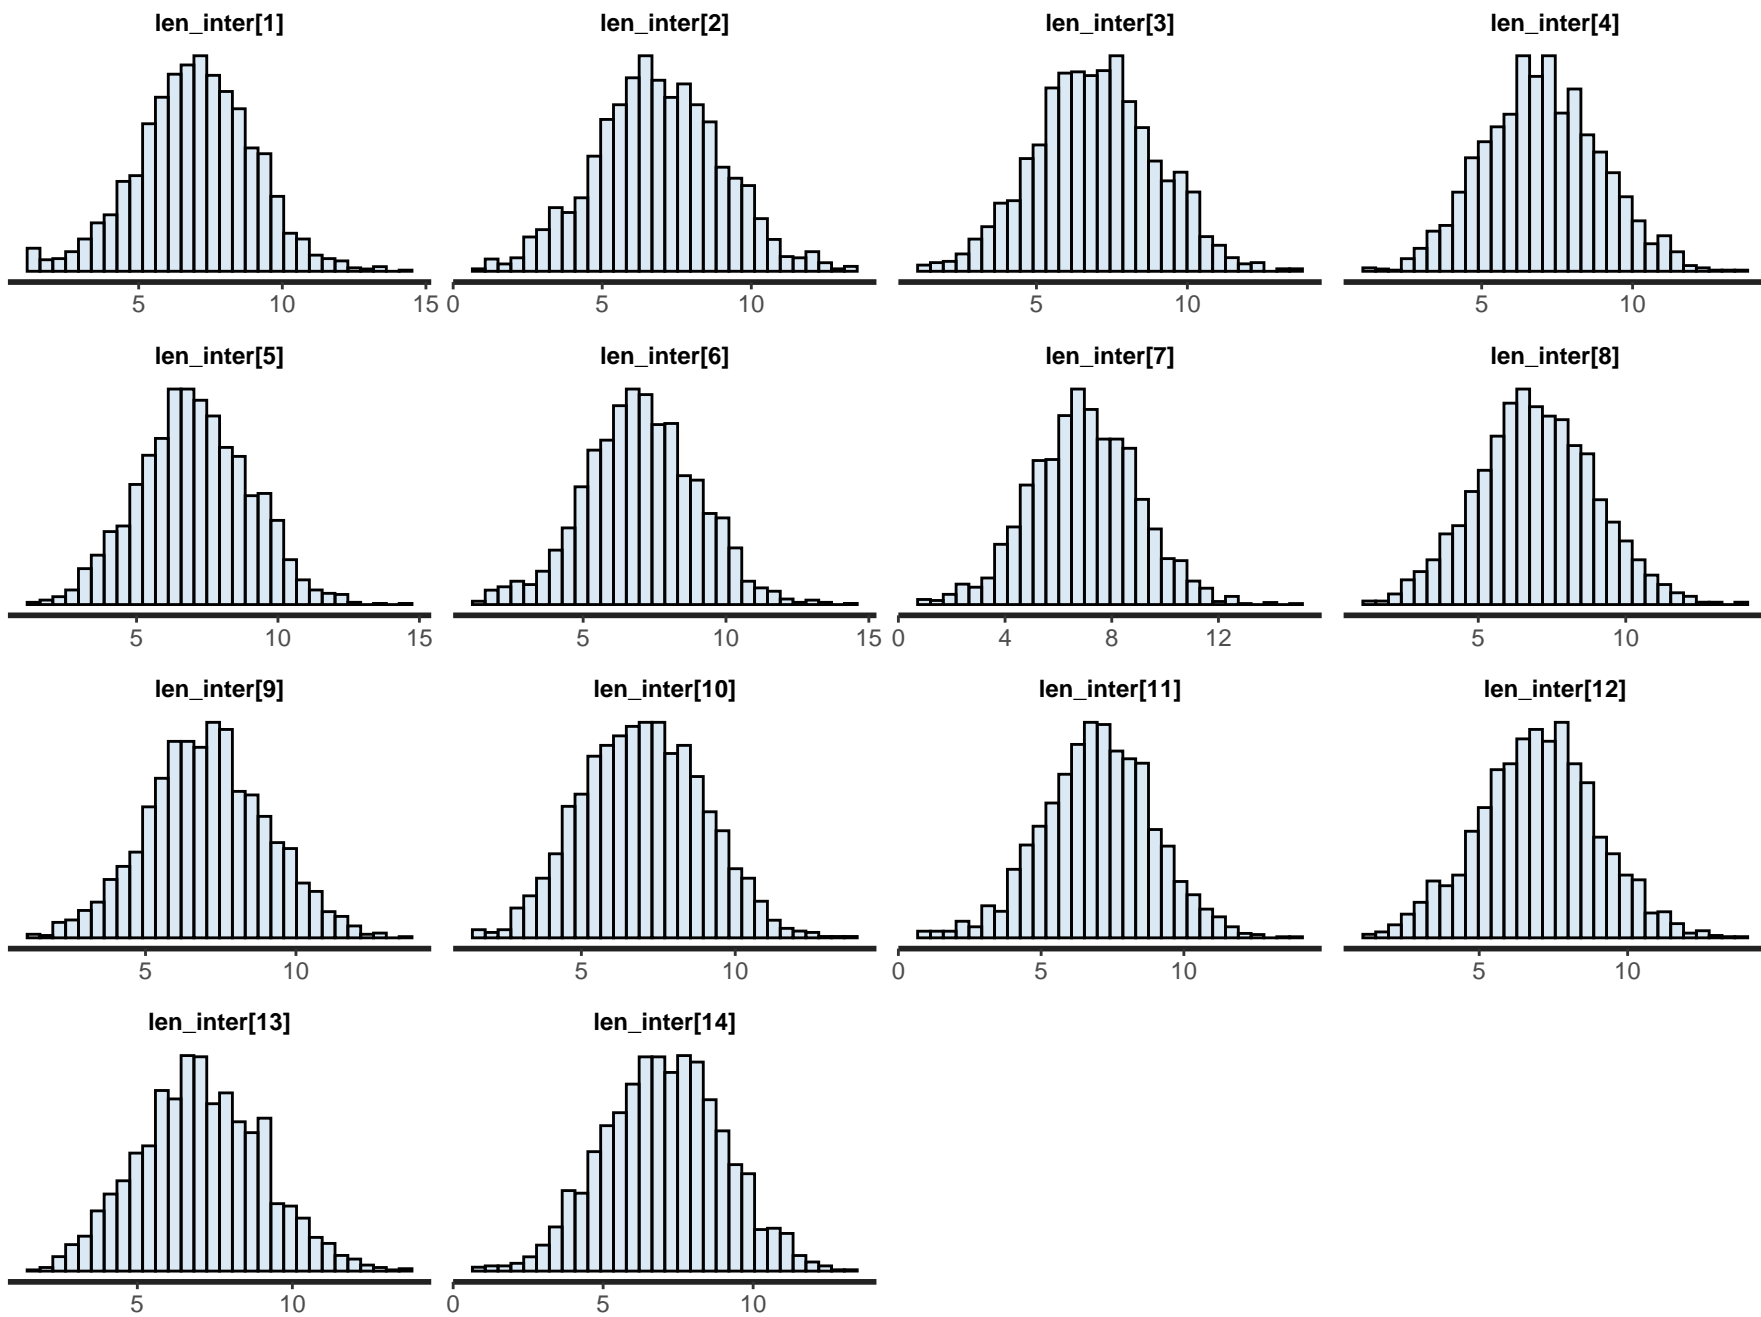 len_inter[1] len_inter[2] len_inter[3] len_inter[4]
5 10 15 0 5 10 5 10 5 10
len_inter[5] len_inter[6] len_inter[7] len_inter[8]
5 10 15 5 10 15 0 4 8 12 5 10
len_inter[9] len_inter[10] len_inter[11] len_inter[12]
5 10 5 10 0 5 10 5 10
len_inter[13] len_inter[14]
5 10 0 5 10